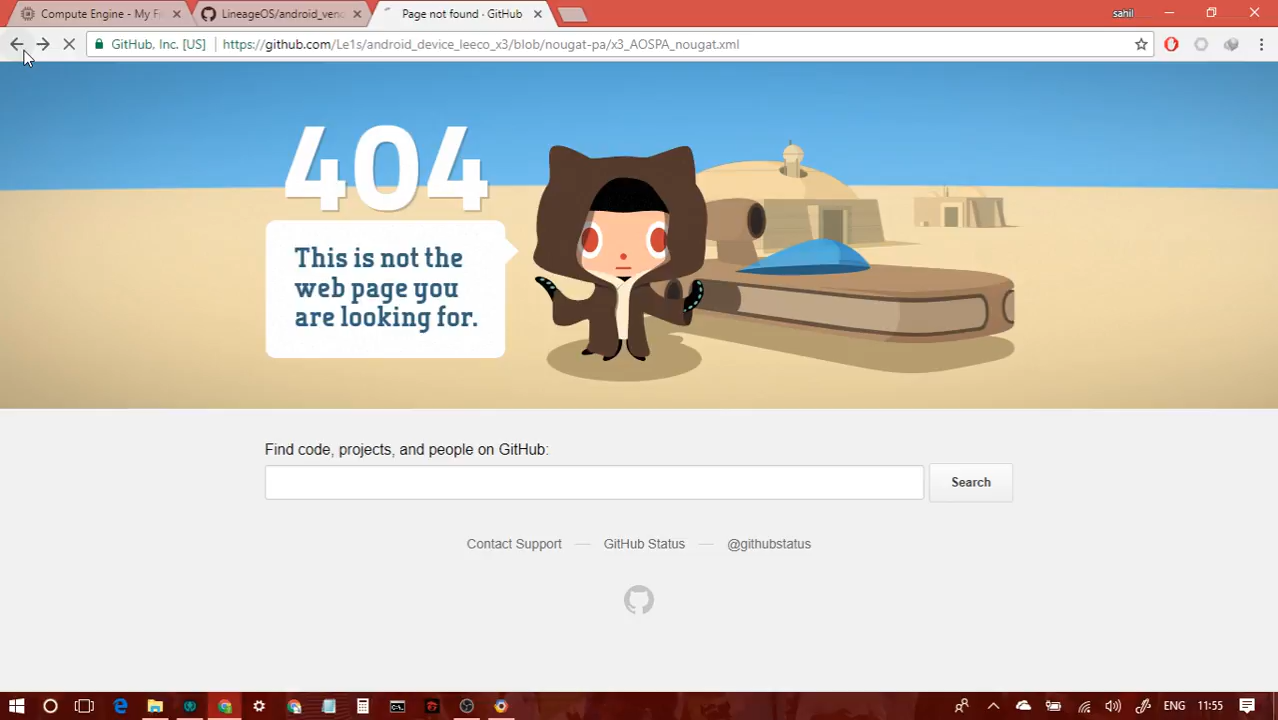 Compute Engine - My F
LineageOS/android_ven
Page not found · GitHub
sahil
GitHub, Inc. [US]
https://github.com/Le1s/android_device_leeco_x3/blob/nougat-pa/x3_AOSPA_nougat.xml
404
This is not the
web page you
are looking for.
Find code, projects, and people on GitHub:
Search
Contact Support — GitHub Status — @githubstatus
ENG 11:55